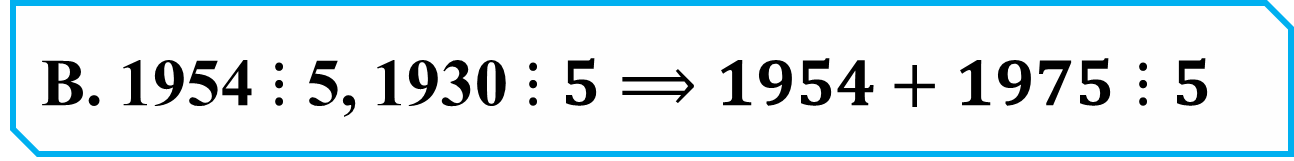 B. 1954 ⋮ 5, 1930 ⋮ 5 ⟹ 1954 + 1975 ⋮ 5